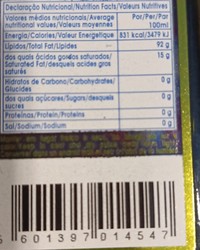 Declaração Nutricional/Nutrition Facts/Valeurs Nutritives
Valores médios nutricionais/Average Por/Per/Par
nutritional values/Valeurs moyennes 100ml
Energia/Calories/Valeur Energetique 831 kcal/3479 kJ
Lípidos/Total Fat/Lipides 92 g
dos quais ácidos gordos saturados/ 15 g
Saturated Fat/desquels acides gras
saturés
Hidratos de Carbono/Carbohydrates/ 0 g
Glucides
dos quais açúcares/Sugars/desquels 0 g
sucres
Proteínas/Protein/Protéins 0 g
Sal/Sodium/Sodium 0 g
601397 014547